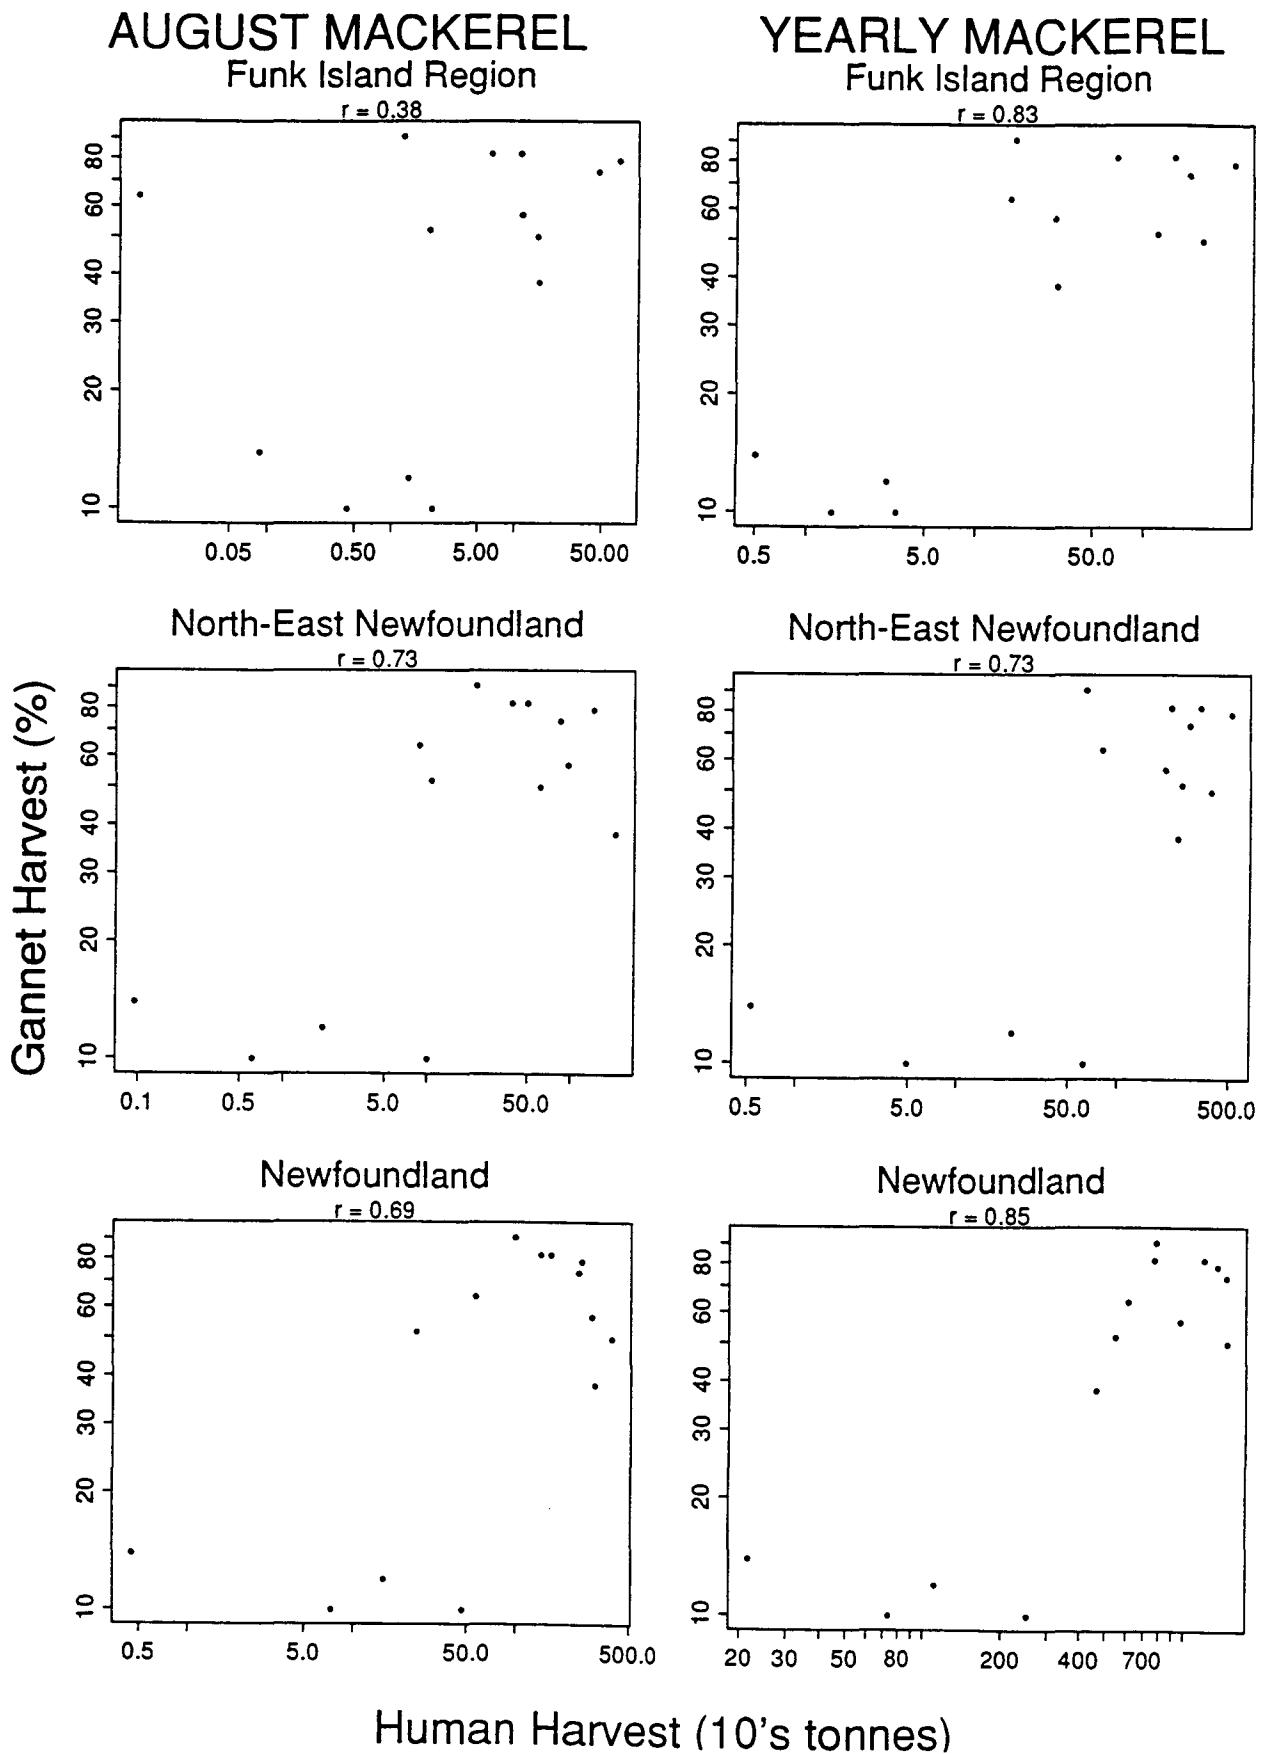 AUGUST MACKEREL
Funk Island Region
r = 0.38
80
60
40
30
20
10
0.05 0.50 5.00 50.00
YEARLY MACKEREL
Funk Island Region
r = 0.83
80
60
40
30
20
10
0.5 5.0 50.0
North-East Newfoundland
r = 0.73
80
60
40
30
20
10
0.1 0.5 5.0 50.0
North-East Newfoundland
r = 0.73
80
60
40
30
20
10
0.5 5.0 50.0 500.0
Newfoundland
r = 0.69
80
60
40
30
20
10
0.5 5.0 50.0 500.0
Newfoundland
r = 0.85
80
60
40
30
20
10
20 30 50 80 200 400 700
Gannet Harvest (%)
Human Harvest (10's tonnes)